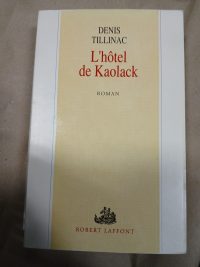 DENIS
TILLINAC
L'hôtel
de Kaolack
ROMAN
ROBERT LAFFONT